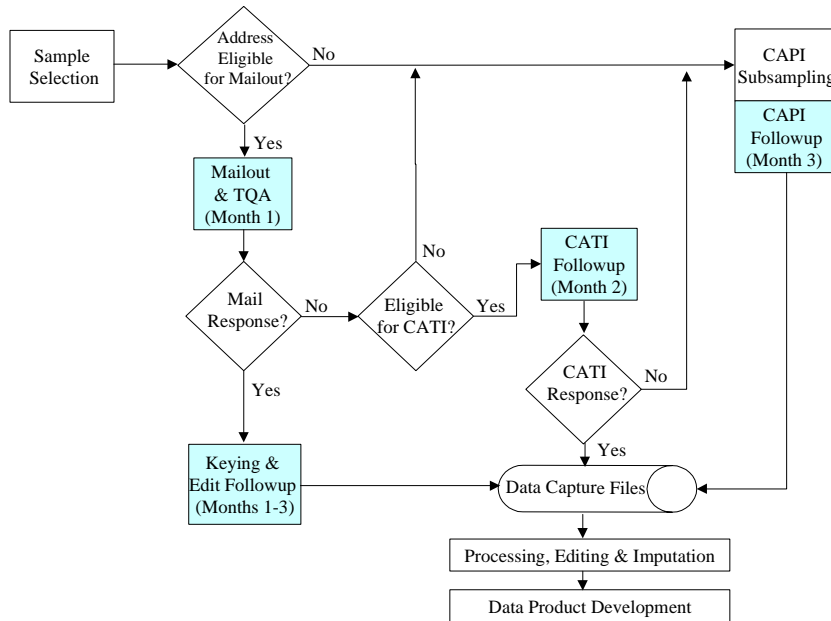 Sample
Selection
Address
Eligible
for Mailout?
No
CAPI
Subsampling
CAPI
Followup
(Month 3)
Yes
Mailout
& TQA
(Month 1)
No
CATI
Followup
(Month 2)
Mail
Response?
No
Eligible
for CATI?
Yes
CATI
Response?
No
Yes
Yes
Keying &
Edit Followup
(Months 1-3)
Data Capture Files
Processing, Editing & Imputation
Data Product Development